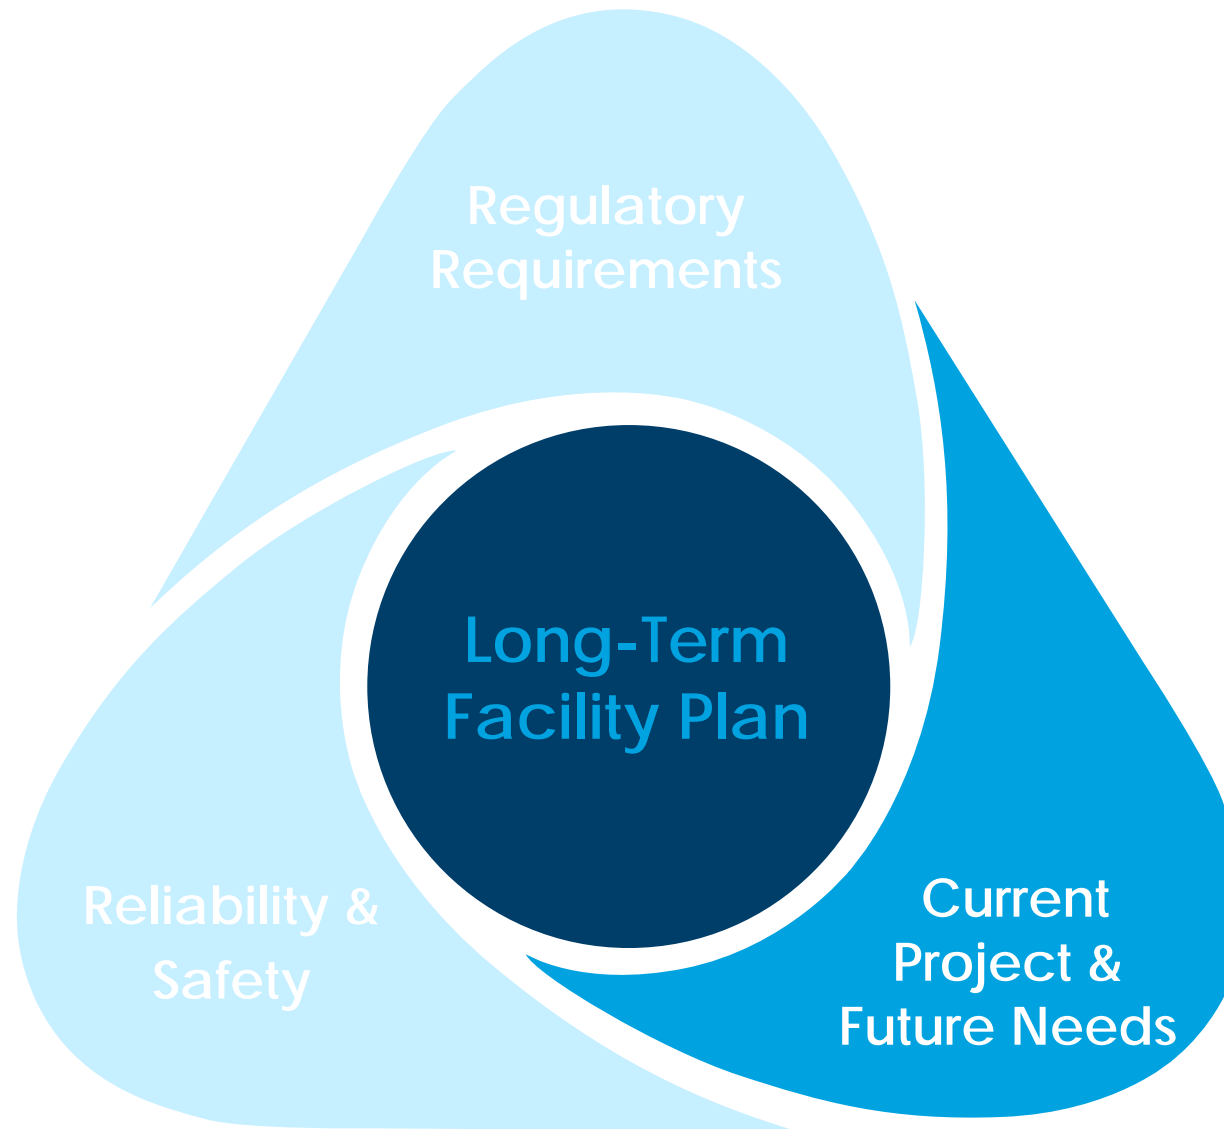 Regulatory
Requirements
Long-Term
Facility Plan
Reliability &
Safety
Current
Project &
Future Needs